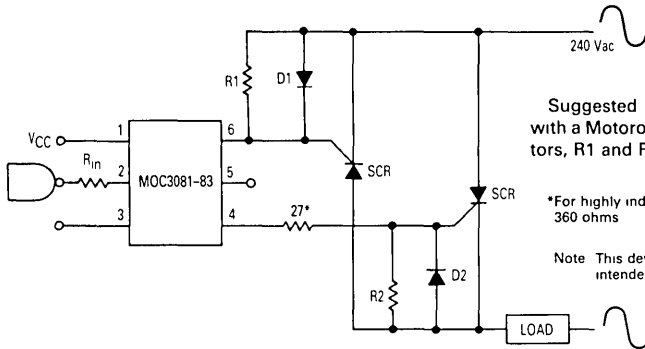 240 Vac
R1
D1
VCC
1
6
Rin
2
MOC3081-83
5
SCR
SCR
3
4
27*
R2
D2
LOAD
Suggested
with a Motoro
tors, R1 and
*For highly ind
360 ohms
Note This dev
intende